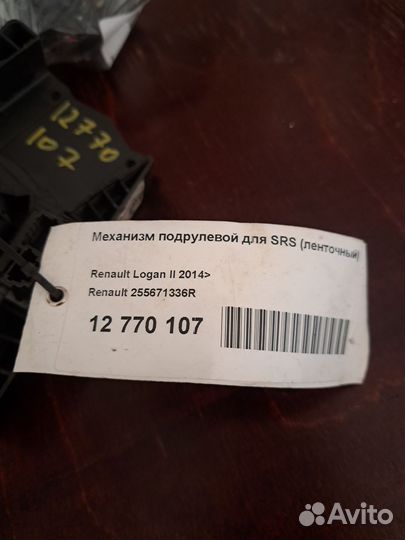 12770
107
Механизм подрулевой для SRS (ленточный)
Renault Logan II 2014>
Renault 255671336R
12 770 107
Avito